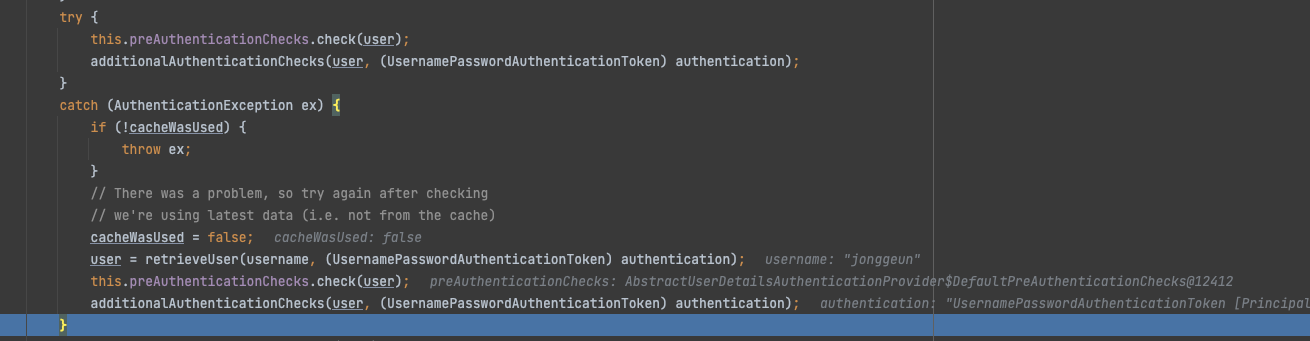 try {
this.preAuthenticationChecks.check(user);
additionalAuthenticationChecks(user, (UsernamePasswordAuthenticationToken) authentication);
}
catch (AuthenticationException ex) {
if (!cacheWasUsed) {
throw ex;
}
// There was a problem, so try again after checking
// we're using latest data (i.e. not from the cache)
cacheWasUsed = false; cacheWasUsed: false
user = retrieveUser(username, (UsernamePasswordAuthenticationToken) authentication); username: "jonggeun"
this.preAuthenticationChecks.check(user); preAuthenticationChecks: AbstractUserDetailsAuthenticationProvider$DefaultPreAuthenticationChecks@12412
additionalAuthenticationChecks(user, (UsernamePasswordAuthenticationToken) authentication); authentication: "UsernamePasswordAuthenticationToken [Principal
}